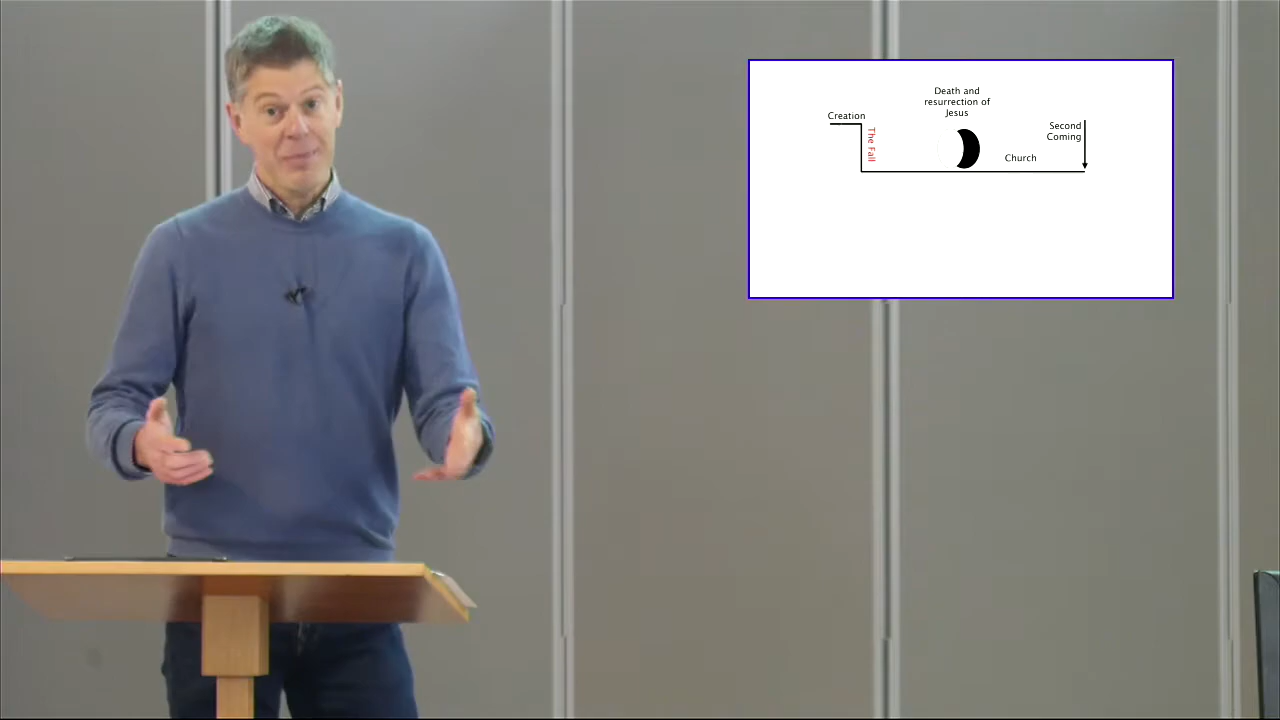 Death and
resurrection of
Jesus
Creation
The Fall
Second
Coming
Church